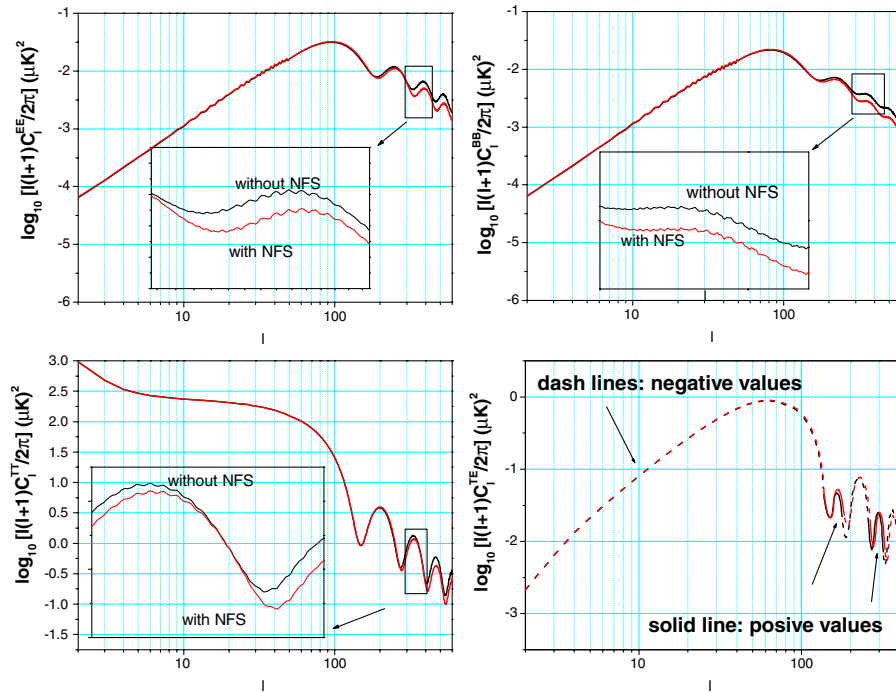 log10 [l(l+1)C_l^EE/2π] (μK)^2
-1
-2
-3
-4
-5
-6
without NFS
with NFS
10
100
l
log10 [l(l+1)C_l^BB/2π] (μK)^2
-1
-2
-3
-4
-5
-6
without NFS
with NFS
10
100
l
log10 [l(l+1)C_l^TT/2π] (μK)^2
3.0
2.5
2.0
1.5
1.0
0.5
0.0
-0.5
-1.0
-1.5
without NFS
with NFS
10
100
l
log10 [l(l+1)C_l^TE/2π] (μK)^2
0
-1
-2
-3
dash lines: negative values
solid line: posive values
10
100
l